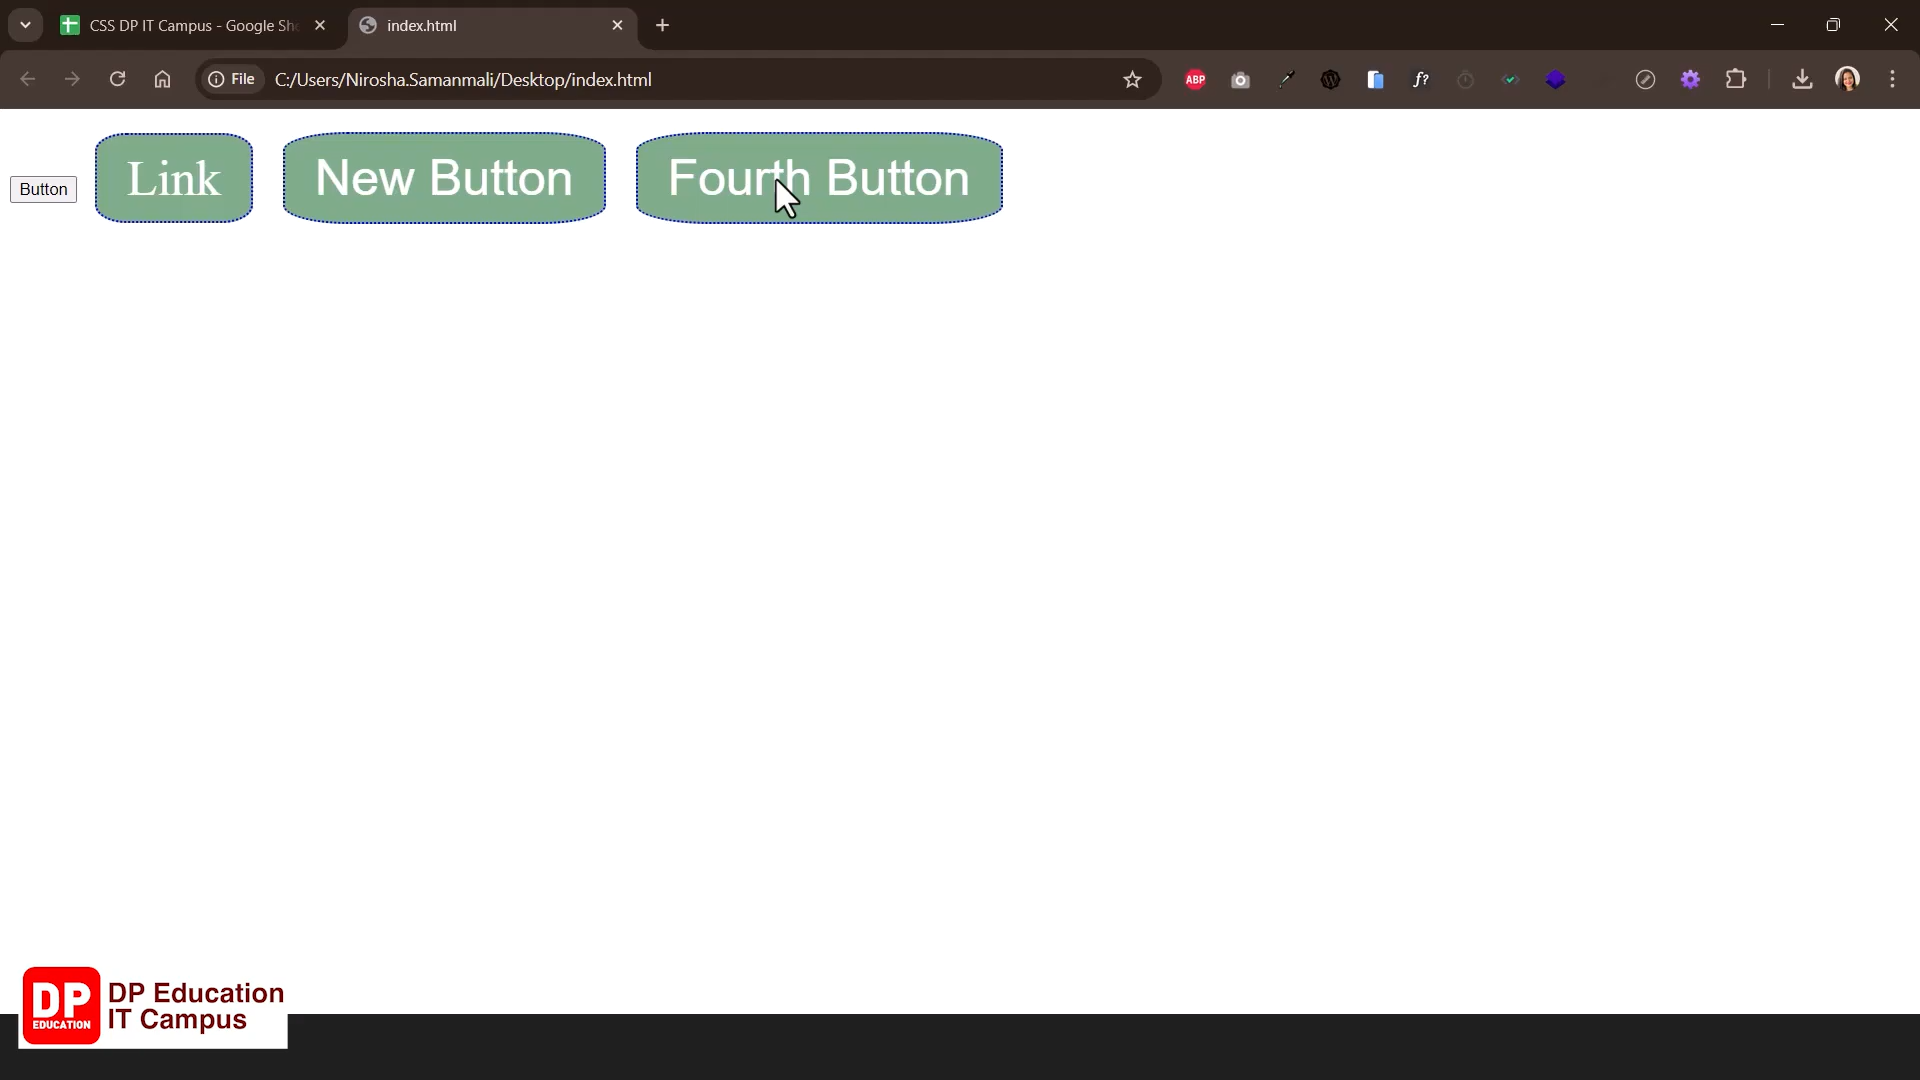 CSS DP IT Campus - Google She
index.html
File
C:/Users/Nirosha.Samanmali/Desktop/index.html
ABP
f?
Button
Link
New Button
Fourth Button
DP
EDUCATION
DP Education
IT Campus